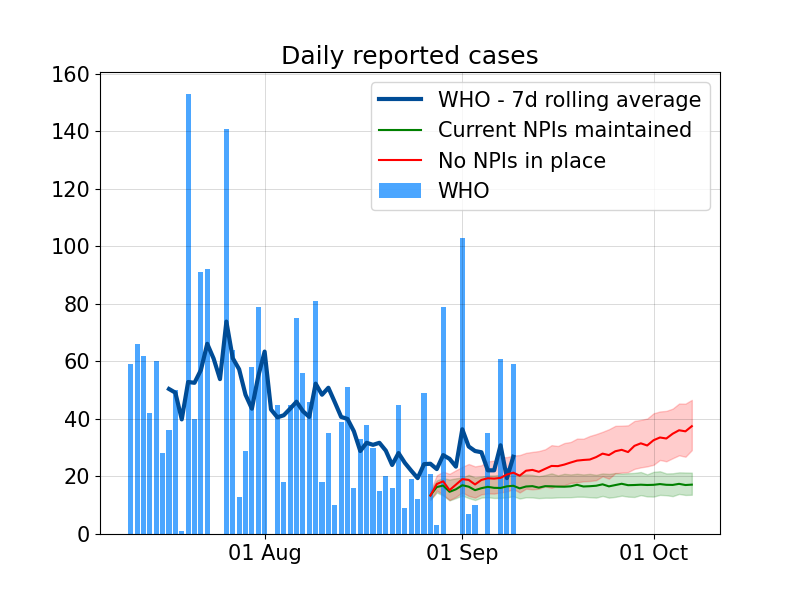 Daily reported cases
160
140
120
100
80
60
40
20
0
WHO - 7d rolling average
Current NPIs maintained
No NPIs in place
WHO
01 Aug
01 Sep
01 Oct